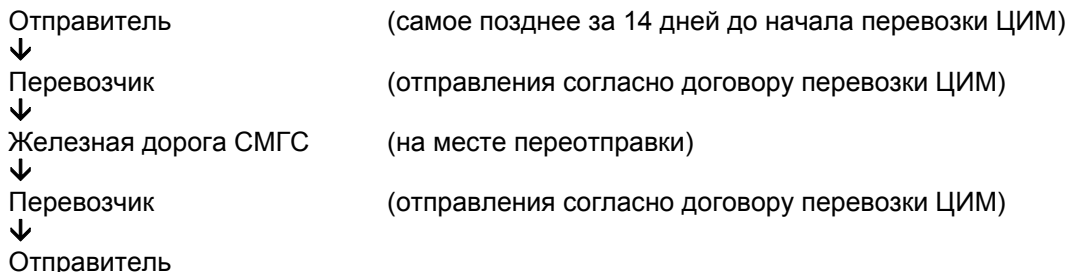 Отправитель (самое позднее за 14 дней до начала перевозки ЦИМ)
↓
Перевозчик (отправления согласно договору перевозки ЦИМ)
↓
Железная дорога СМГС (на месте переотправки)
↓
Перевозчик (отправления согласно договору перевозки ЦИМ)
↓
Отправитель